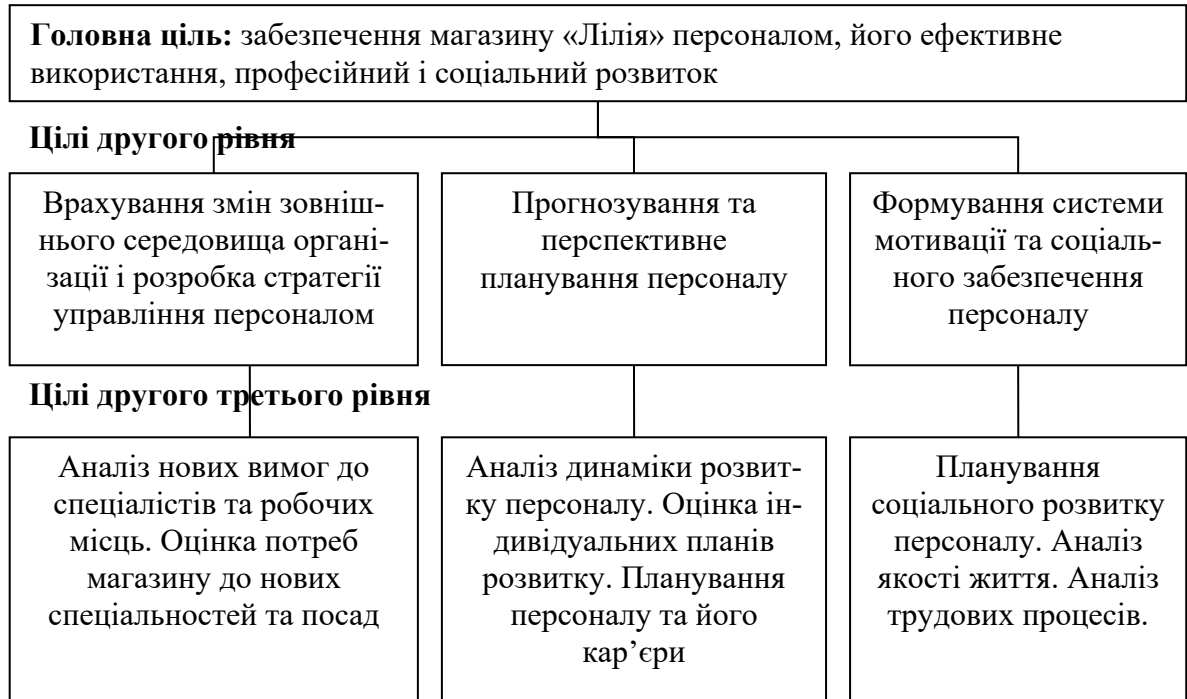 Головна ціль: забезпечення магазину «Лілія» персоналом, його ефективне
використання, професійний і соціальний розвиток
Цілі другого рівня
Врахування змін зовніш-
нього середовища органі-
зації і розробка стратегії
управління персоналом
Прогнозування та
перспективне
планування персоналу
Формування системи
мотивації та соціаль-
ного забезпечення
персоналу
Цілі другого третього рівня
Аналіз нових вимог до
спеціалістів та робочих
місць. Оцінка потреб
магазину до нових
спеціальностей та посад
Аналіз динаміки розвит-
ку персоналу. Оцінка ін-
дивідуальних планів
розвитку. Планування
персоналу та його
кар’єри
Планування
соціального розвитку
персоналу. Аналіз
якості життя. Аналіз
трудових процесів.